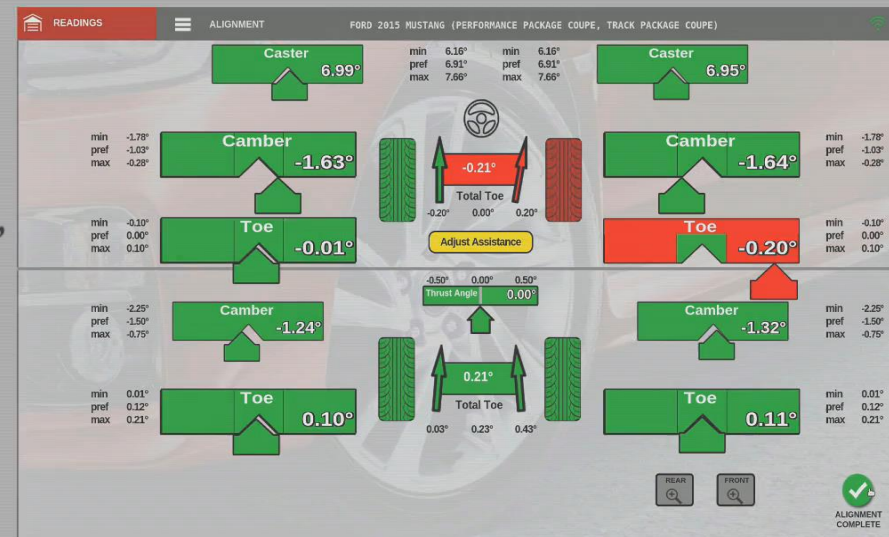 READINGS
ALIGNMENT
FORD 2015 MUSTANG (PERFORMANCE PACKAGE COUPE, TRACK PACKAGE COUPE)
Caster
6.99°
min 6.16°
pref 6.91°
max 7.66°
min 6.16°
pref 6.91°
max 7.66°
Caster
6.95°
min -1.78°
pref -1.03°
max -0.28°
Camber
-1.63°
-0.21°
Total Toe
-0.20° 0.00° 0.20°
Camber
-1.64°
min -1.78°
pref -1.03°
max -0.28°
min -0.10°
pref 0.00°
max 0.10°
Toe
-0.01°
Adjust Assistance
Toe
-0.20°
min -0.10°
pref 0.00°
max 0.10°
-0.50° 0.00° 0.50°
Thrust Angle 0.00°
min -2.25°
pref -1.50°
max -0.75°
Camber
-1.24°
Camber
-1.32°
min -2.25°
pref -1.50°
max -0.75°
min 0.01°
pref 0.12°
max 0.21°
Toe
0.10°
0.21°
Total Toe
0.03° 0.23° 0.43°
Toe
0.11°
min 0.01°
pref 0.12°
max 0.21°
REAR
FRONT
ALIGNMENT
COMPLETE